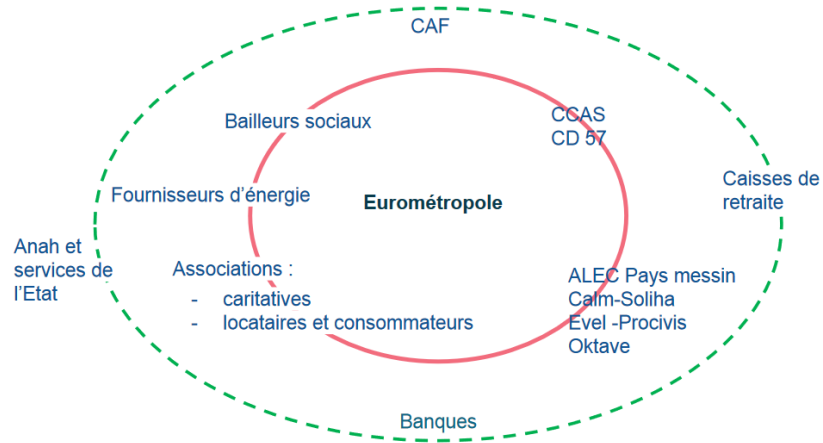 CAF
Bailleurs sociaux
CCAS
CD 57
Fournisseurs d’énergie
Eurométropole
Caisses de
retraite
Anah et
services de
l’Etat
Associations :
- caritatives
- locataires et consommateurs
ALEC Pays messin
Calm-Soliha
Evel -Procivis
Oktave
Banques